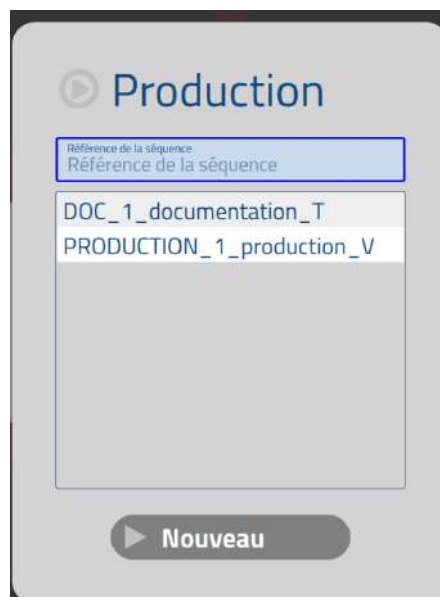 Production
Référence de la séquence
Référence de la séquence
DOC_1_documentation_T
PRODUCTION_1_production_V
Nouveau